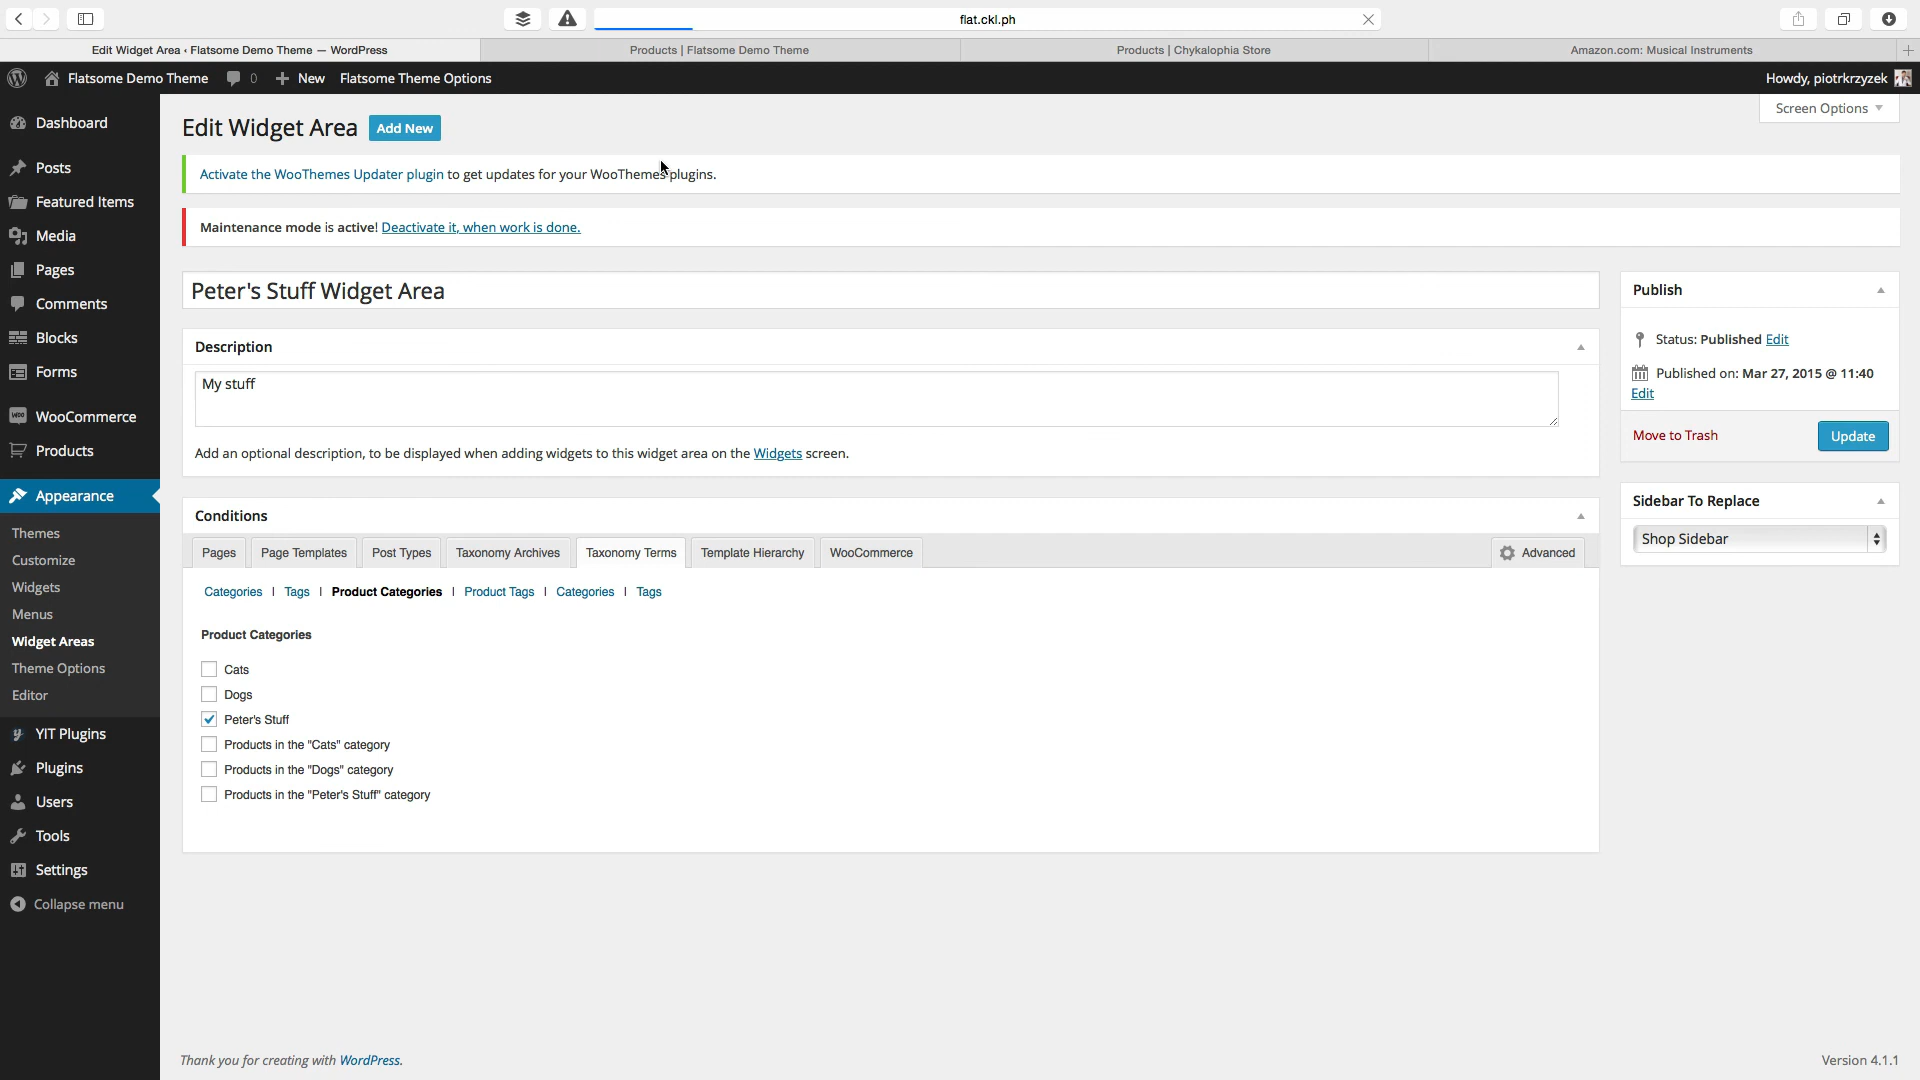 flat.ckl.ph
Edit Widget Area ‹ Flatsome Demo Theme — WordPress
Products | Flatsome Demo Theme
Products | Chykalophia Store
Amazon.com: Musical Instruments
Flatsome Demo Theme
0
New
Flatsome Theme Options
Howdy, piotrkrzyzek
Dashboard
Posts
Featured Items
Media
Pages
Comments
Blocks
Forms
WooCommerce
Products
Appearance
Themes
Customize
Widgets
Menus
Widget Areas
Theme Options
Editor
YIT Plugins
Plugins
Users
Tools
Settings
Collapse menu
Screen Options
Edit Widget Area
Add New
Activate the WooThemes Updater plugin to get updates for your WooThemes plugins.
Maintenance mode is active! Deactivate it, when work is done.
Peter's Stuff Widget Area
Description
My stuff
Add an optional description, to be displayed when adding widgets to this widget area on the Widgets screen.
Conditions
Pages
Page Templates
Post Types
Taxonomy Archives
Taxonomy Terms
Template Hierarchy
WooCommerce
Advanced
Categories | Tags | Product Categories | Product Tags | Categories | Tags
Product Categories
Cats
Dogs
Peter's Stuff
Products in the "Cats" category
Products in the "Dogs" category
Products in the "Peter's Stuff" category
Publish
Status: Published Edit
Published on: Mar 27, 2015 @ 11:40
Edit
Move to Trash
Update
Sidebar To Replace
Shop Sidebar
Thank you for creating with WordPress.
Version 4.1.1